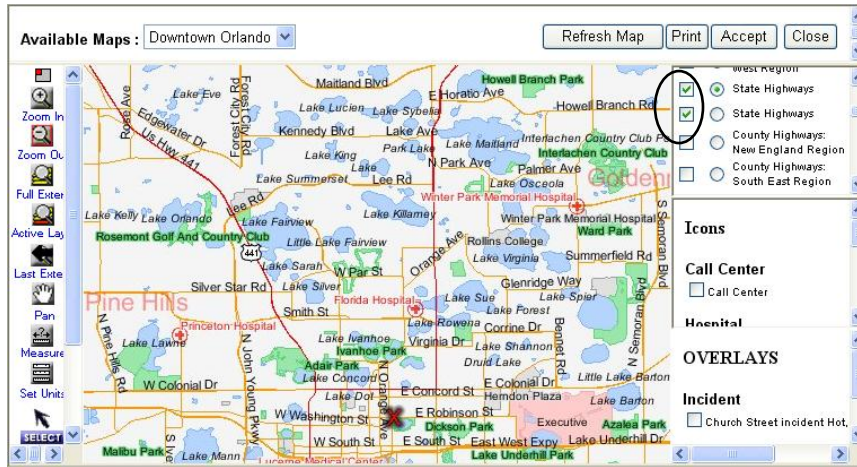 Available Maps : Downtown Orlando
Refresh Map Print Accept Close
Zoom In
Zoom Ou
Full Exter
Active Lay
Last Exte
Pan
Measure
Set Units
SELECT
Maitland Blvd
Howell Branch Park
Lake Eve
Forest City Rd
Forest City Rd
E Horatio Ave
Rose Ave
Lake Lucien
Lake Sybelia
Howell Branch Rd
Edgewater Dr
Us Hwy 441
Kennedy Blvd
Lake Ave
Park Lake
Lake Maitland
Interlachen Country Club
Interlachen Country Club
Lake King
N Park Ave
Palmer Ave
Lake Summerset
Lee Rd
Lake Osceola
Goldenr
Winter Park Memorial Hospital
Lee Rd
Lake Kelly
Lake Orlando
Lake Fairview
Lake Killarney
Winter Park Memorial Hospital
Ward Park
Rosemont Golf And Country Club
Little Lake Fairview
Orange Ave
Rollins College
S Semoran Blvd
441
Lake Virginia
Summerfield Rd
Lake Sarah
W Par St
Silver Star Rd
Lake Silver
Glenridge Way
Pine Hills
Florida Hospital
Lake Sue
Lake Spier
Smith St
Lake Forest
Princeton Hospital
Lake Rowena
Corrine Dr
N Pine Hills Rd
Lake Lawne
N John Young Pkwy
Lake Ivanhoe
Virginia Dr
Lake Shannon
Bennet Rd
N Semoran Blvd
Ivanhoe Park
Adair Park
Druid Lake
Lake Concord
N Orange Ave
W Colonial Dr
E Concord St
E Colonial Dr
Little Lake Barton
Lake Dot
Herndon Plaza
Lake Barton
W Washington St
X
E Robinson St
Dickson Park
Executive
Azalea Park
W South St
E South St
East West Expy
Lake Underhill Dr
Malibu Park
Lake Mann
Lucerne Medical Center
Lake Underhill Park
West Region
State Highways
State Highways
County Highways:
New England Region
County Highways:
South East Region
Icons
Call Center
Call Center
Hospital
OVERLAYS
Incident
Church Street incident Hot,